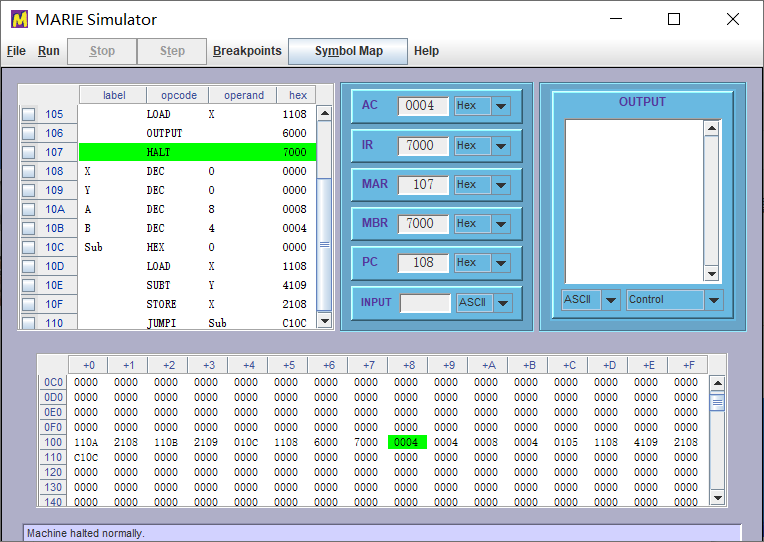 MARIE Simulator
File Run Stop Step Breakpoints Symbol Map Help
label opcode operand hex
105 LOAD X 1108
106 OUTPUT 6000
107 HALT 7000
108 X DEC 0 0000
109 Y DEC 0 0000
10A A DEC 8 0008
10B B DEC 4 0004
10C Sub HEX 0 0000
10D LOAD X 1108
10E SUBT Y 4109
10F STORE X 2108
110 JUMPI Sub C10C
AC 0004 Hex
IR 7000 Hex
MAR 107 Hex
MBR 7000 Hex
PC 108 Hex
INPUT ASCII
OUTPUT
ASCII Control
+0 +1 +2 +3 +4 +5 +6 +7 +8 +9 +A +B +C +D +E +F
0C0 0000 0000 0000 0000 0000 0000 0000 0000 0000 0000 0000 0000 0000 0000 0000 0000
0D0 0000 0000 0000 0000 0000 0000 0000 0000 0000 0000 0000 0000 0000 0000 0000 0000
0E0 0000 0000 0000 0000 0000 0000 0000 0000 0000 0000 0000 0000 0000 0000 0000 0000
0F0 0000 0000 0000 0000 0000 0000 0000 0000 0000 0000 0000 0000 0000 0000 0000 0000
100 110A 2108 110B 2109 010C 1108 6000 7000 0004 0004 0008 0004 0105 1108 4109 2108
110 C10C 0000 0000 0000 0000 0000 0000 0000 0000 0000 0000 0000 0000 0000 0000 0000
120 0000 0000 0000 0000 0000 0000 0000 0000 0000 0000 0000 0000 0000 0000 0000 0000
130 0000 0000 0000 0000 0000 0000 0000 0000 0000 0000 0000 0000 0000 0000 0000 0000
140 0000 0000 0000 0000 0000 0000 0000 0000 0000 0000 0000 0000 0000 0000 0000 0000
Machine halted normally.